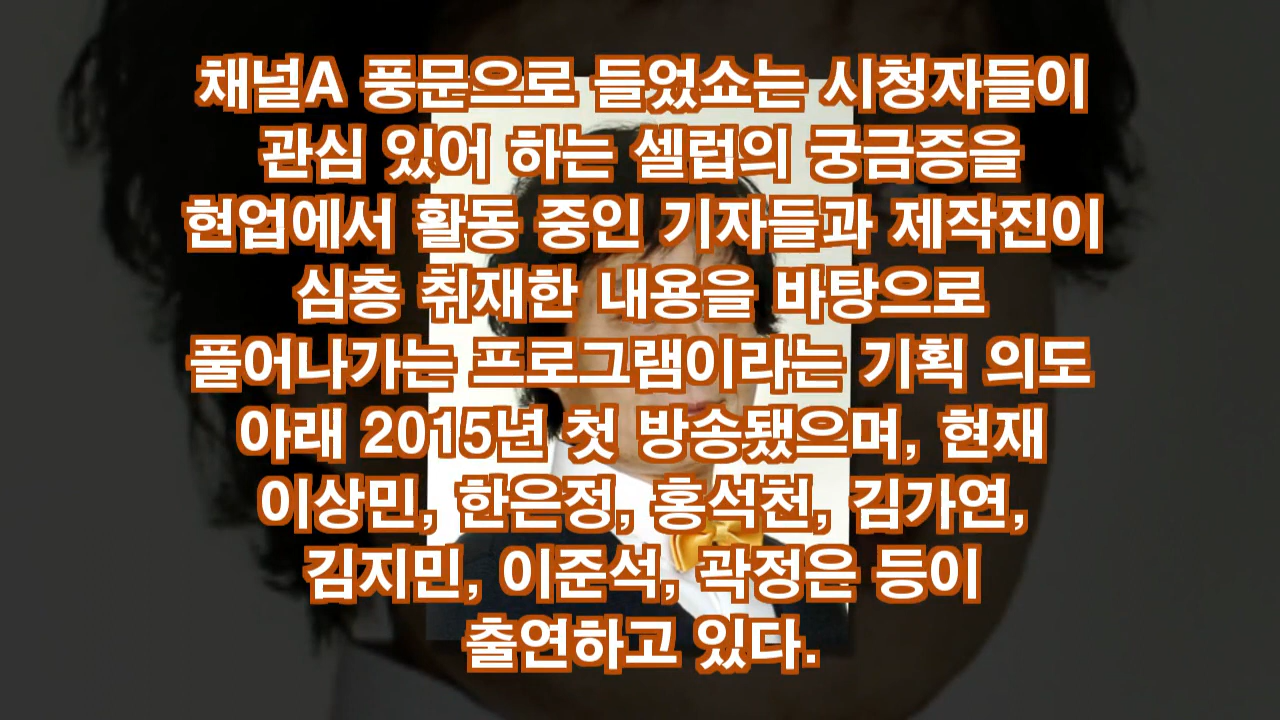 채널A 풍문으로 들었쇼는 시청자들이
관심 있어 하는 셀럽의 궁금증을
현업에서 활동 중인 기자들과 제작진이
심층 취재한 내용을 바탕으로
풀어나가는 프로그램이라는 기획 의도
아래 2015년 첫 방송됐으며, 현재
이상민, 한은정, 홍석천, 김가연,
김지민, 이준석, 곽정은 등이
출연하고 있다.